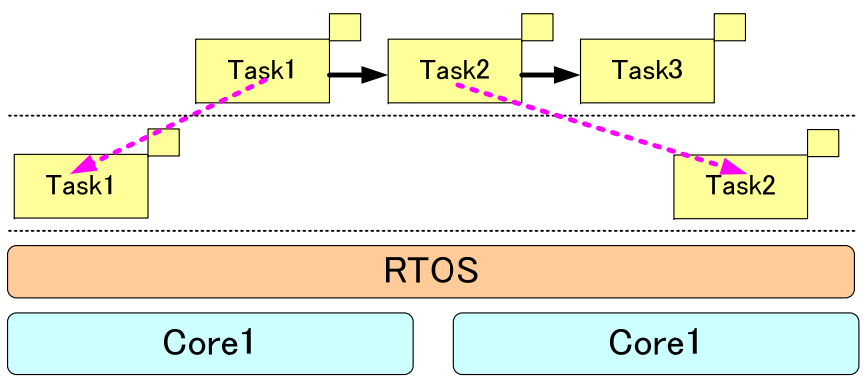 Task1
Task2
Task3
Task1
Task2
RTOS
Core1
Core1